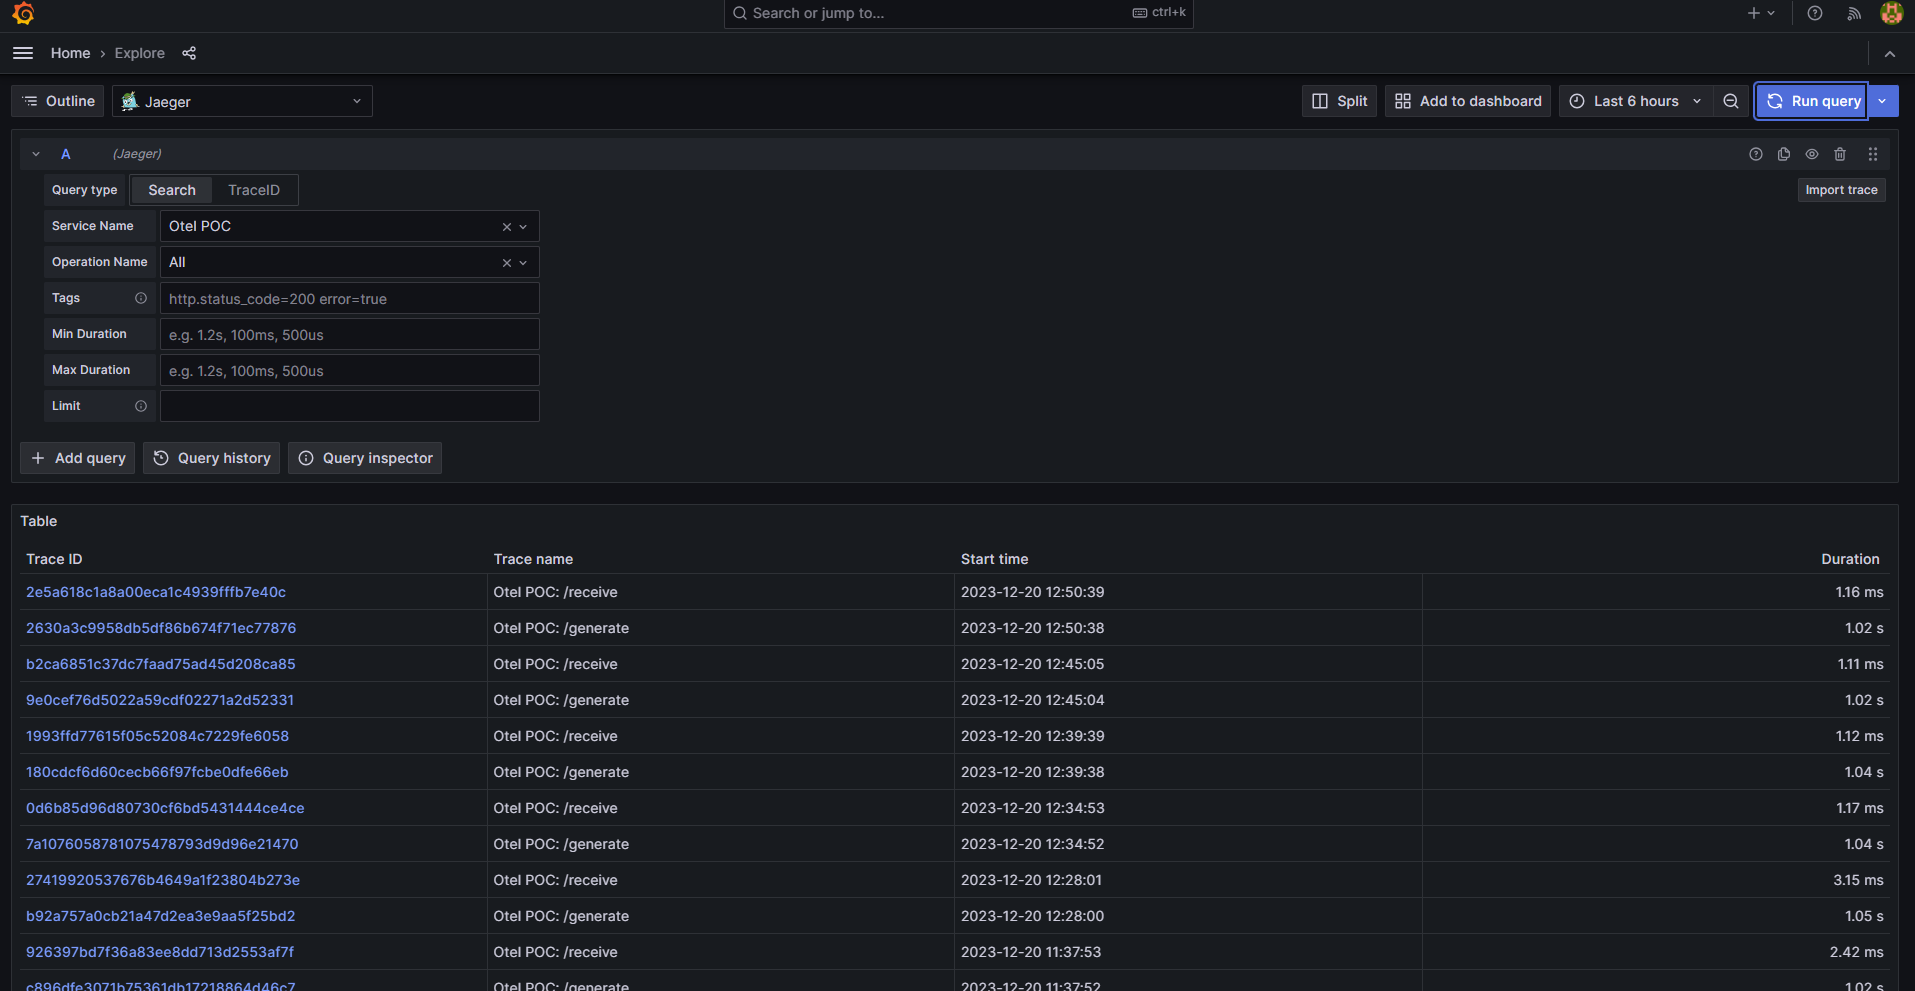 Search or jump to...
ctrl+k
Home › Explore
Outline
Jaeger
Split
Add to dashboard
Last 6 hours
Run query
A (Jaeger)
Query type
Search
TraceID
Import trace
Service Name
Otel POC
Operation Name
All
Tags
http.status_code=200 error=true
Min Duration
e.g. 1.2s, 100ms, 500us
Max Duration
e.g. 1.2s, 100ms, 500us
Limit
Add query
Query history
Query inspector
Table
Trace ID Trace name Start time Duration
2e5a618c1a8a00eca1c4939fffb7e40c Otel POC: /receive 2023-12-20 12:50:39 1.16 ms
2630a3c9958db5df86b674f71ec77876 Otel POC: /generate 2023-12-20 12:50:38 1.02 s
b2ca6851c37dc7faad75ad45d208ca85 Otel POC: /receive 2023-12-20 12:45:05 1.11 ms
9e0cef76d5022a59cdf02271a2d52331 Otel POC: /generate 2023-12-20 12:45:04 1.02 s
1993ffd77615f05c52084c7229fe6058 Otel POC: /receive 2023-12-20 12:39:39 1.12 ms
180cdcf6d60cecb66f97fcbe0dfe66eb Otel POC: /generate 2023-12-20 12:39:38 1.04 s
0d6b85d96d80730cf6bd5431444ce4ce Otel POC: /receive 2023-12-20 12:34:53 1.17 ms
7a1076058781075478793d9d96e21470 Otel POC: /generate 2023-12-20 12:34:52 1.04 s
27419920537676b4649a1f23804b273e Otel POC: /receive 2023-12-20 12:28:01 3.15 ms
b92a757a0cb21a47d2ea3e9aa5f25bd2 Otel POC: /generate 2023-12-20 12:28:00 1.05 s
926397bd7f36a83ee8dd713d2553af7f Otel POC: /receive 2023-12-20 11:37:53 2.42 ms
c896dfe3071b75361db17218864d46c7 Otel POC: /generate 2023-12-20 11:37:52 1.02 s